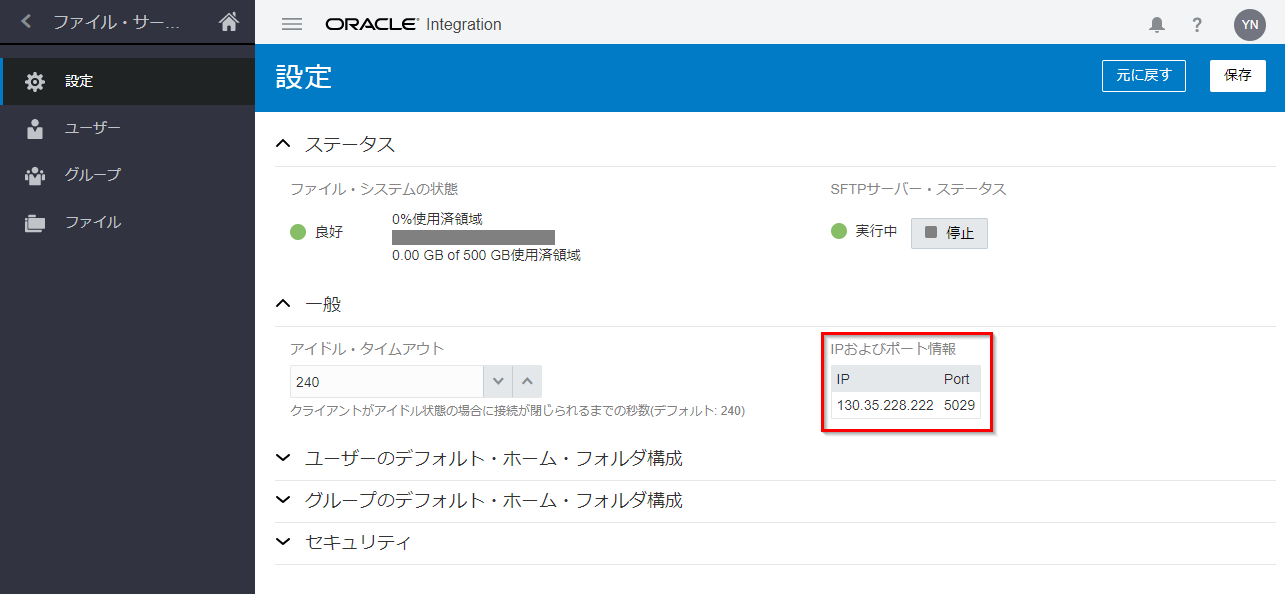 ファイル・サー...
ORACLE Integration
?
YN
設定
ユーザー
グループ
ファイル
設定
元に戻す
保存
ステータス
ファイル・システムの状態
良好
0%使用済領域
0.00 GB of 500 GB使用済領域
SFTPサーバー・ステータス
実行中
停止
一般
アイドル・タイムアウト
240
クライアントがアイドル状態の場合に接続が閉じられるまでの秒数(デフォルト: 240)
IPおよびポート情報
IP Port
130.35.228.222 5029
ユーザーのデフォルト・ホーム・フォルダ構成
グループのデフォルト・ホーム・フォルダ構成
セキュリティ